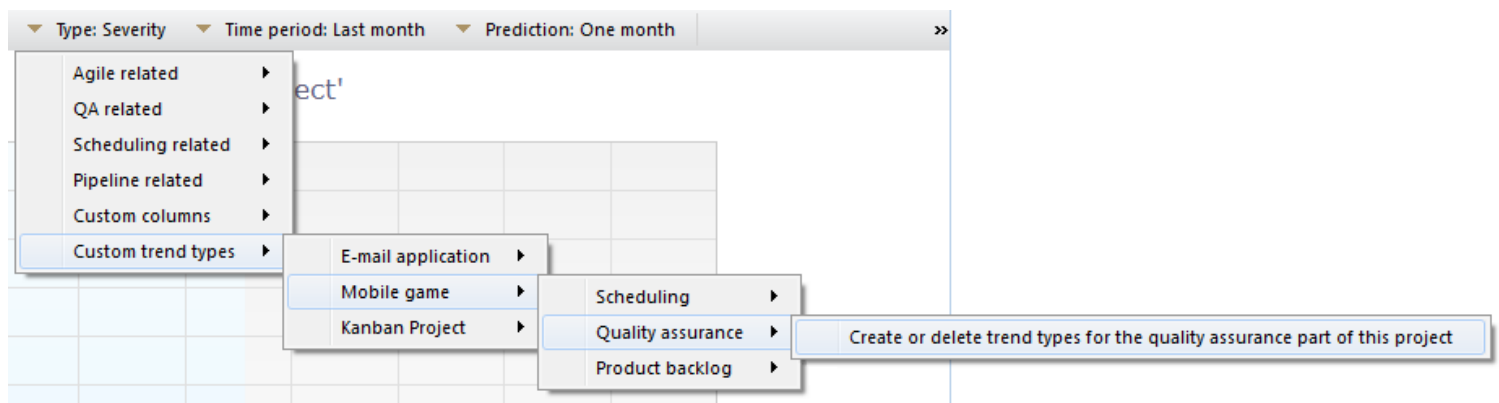 Type: Severity Time period: Last month Prediction: One month »
Agile related
ect'
QA related
Scheduling related
Pipeline related
Custom columns
Custom trend types
E-mail application
Mobile game
Kanban Project
Scheduling
Quality assurance
Product backlog
Create or delete trend types for the quality assurance part of this project